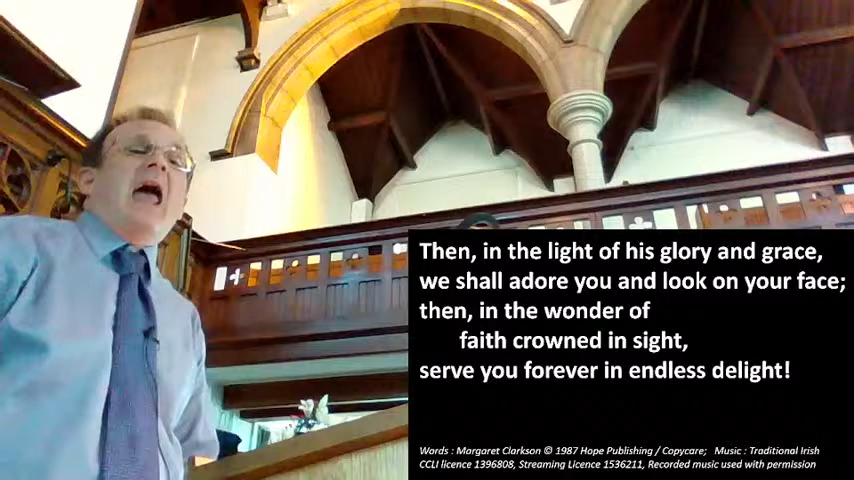 Then, in the light of his glory and grace,
we shall adore you and look on your face;
then, in the wonder of
faith crowned in sight,
serve you forever in endless delight!
Words : Margaret Clarkson © 1987 Hope Publishing / Copycare;   Music : Traditional Irish
CCLI licence 1396808, Streaming Licence 1536211, Recorded music used with permission